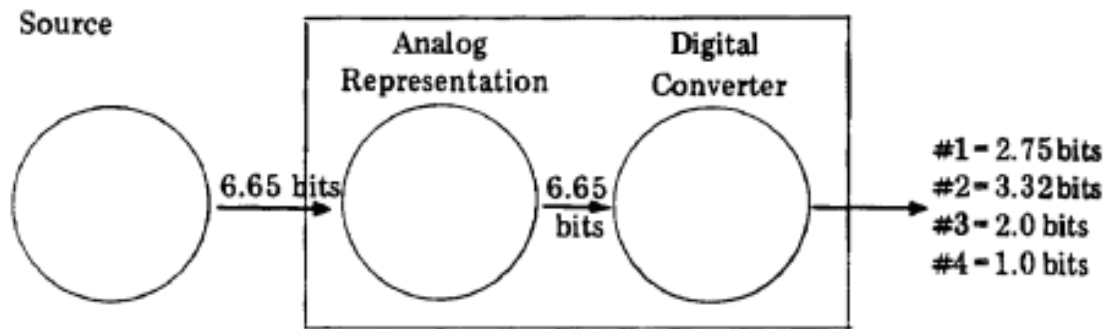 Source
Analog
Representation
Digital
Converter
6.65 bits
6.65
bits
#1 = 2.75 bits
#2 = 3.32 bits
#3 = 2.0 bits
#4 = 1.0 bits